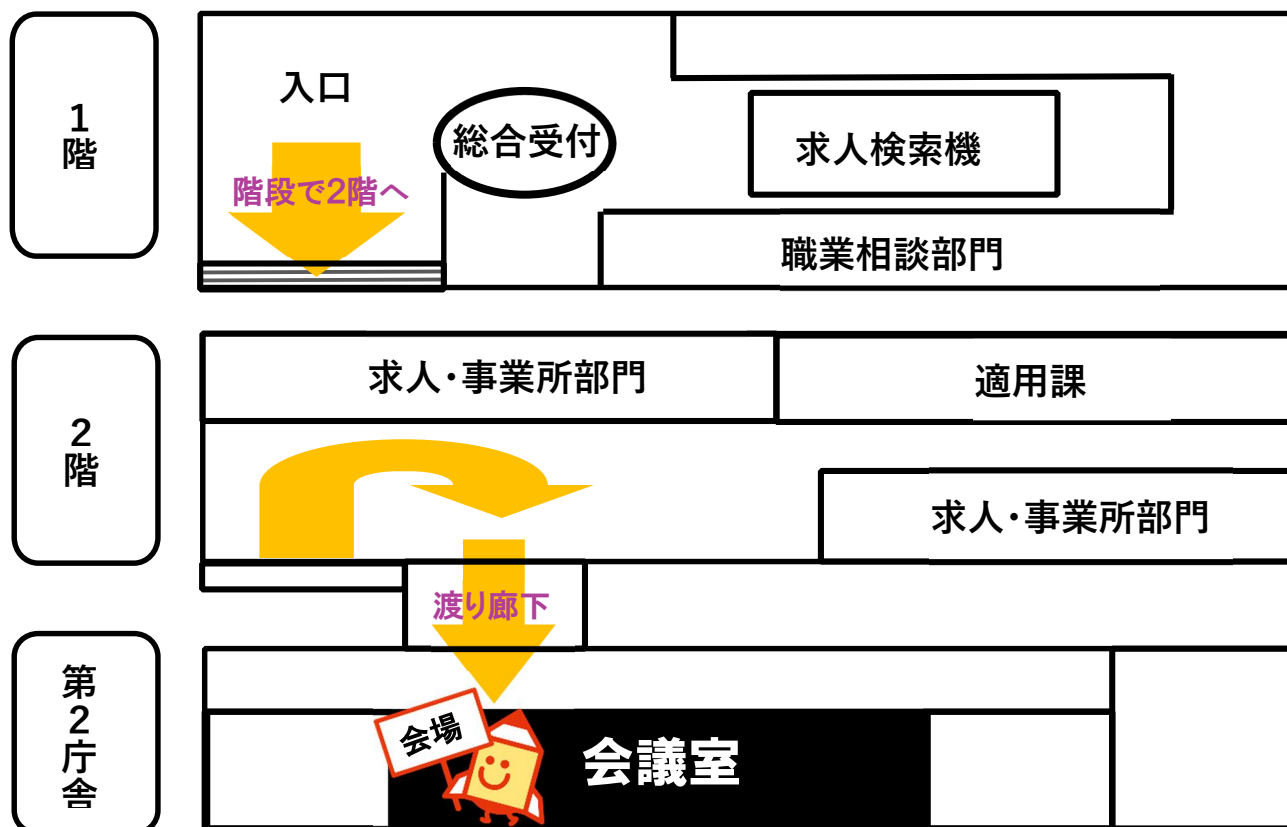 1階
入口
総合受付
求人検索機
階段で2階へ
職業相談部門
2階
求人・事業所部門
適用課
求人・事業所部門
渡り廊下
第2庁舎
会場
会議室